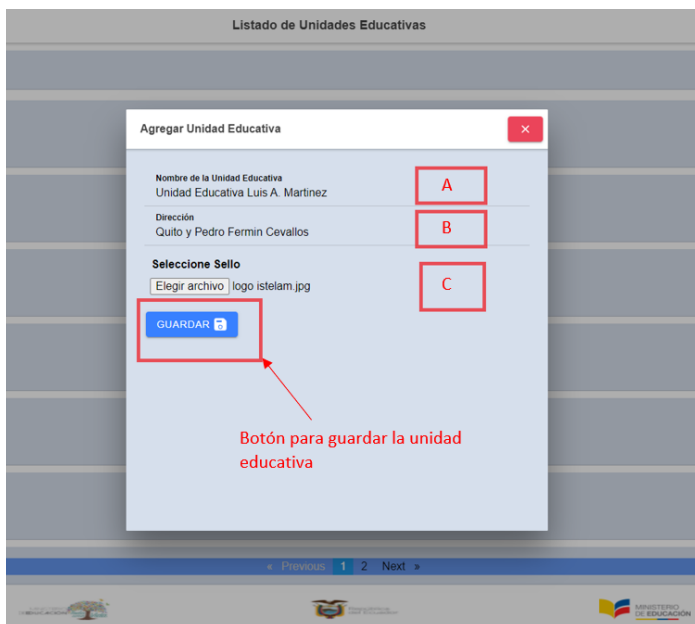 Listado de Unidades Educativas
Agregar Unidad Educativa
×
Nombre de la Unidad Educativa
Unidad Educativa Luis A. Martinez
A
Dirección
Quito y Pedro Fermin Cevallos
B
Seleccione Sello
Elegir archivo logo istelam.jpg
C
GUARDAR
Botón para guardar la unidad
educativa
« Previous 1 2 Next »
MINISTERIO
DE EDUCACIÓN